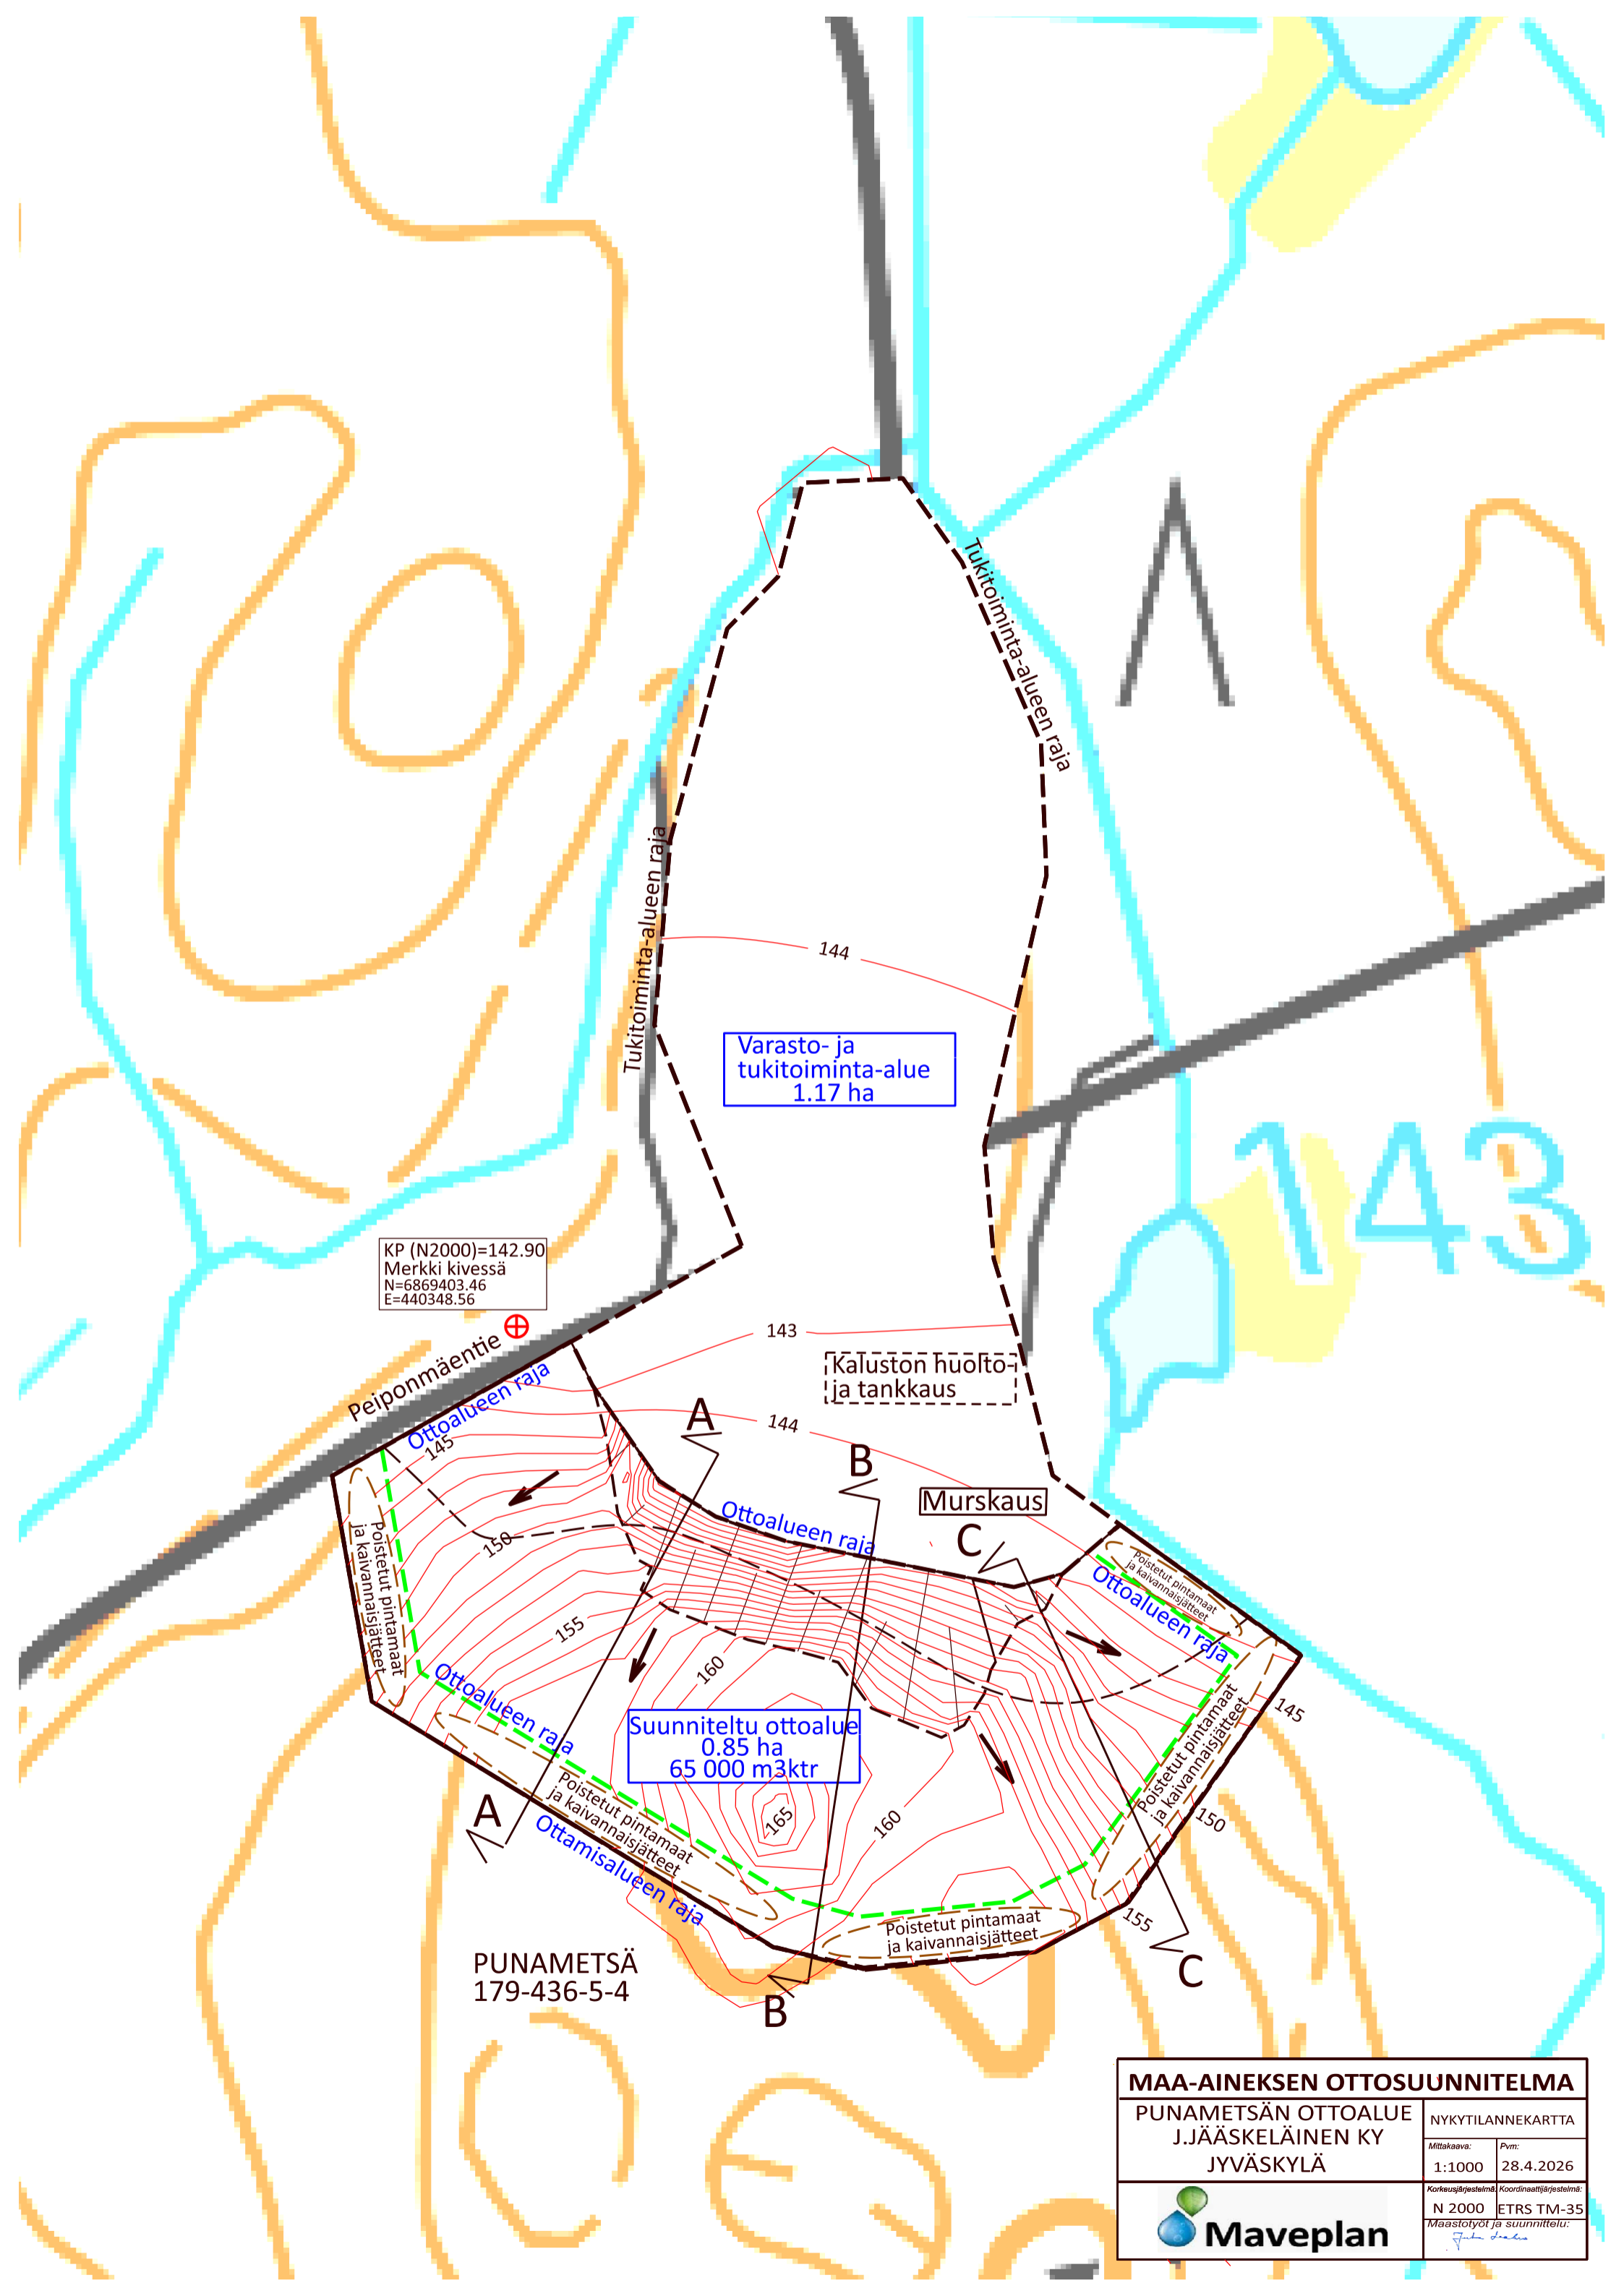 Tukitoiminta-alueen raja
Tukitoiminta-alueen raja
144
Varasto- ja
tukitoiminta-alue
1.17 ha
143
KP (N2000)=142.90
Merkki kivessä
N=6869403.46
E=440348.56
Peiponmäentie
Ottoalueen raja
143
Kaluston huolto-
ja tankkaus
144
145
A
B
C
Murskaus
Ottoalueen raja
150
155
160
Poistetut pintamaat
ja kaivannaisjätteet
Poistetut pintamaat
ja kaivannaisjätteet
Ottoalueen raja
Ottoalueen raja
Suunniteltu ottoalue
0.85 ha
65 000 m3ktr
165
160
145
150
155
Poistetut pintamaat
ja kaivannaisjätteet
Poistetut pintamaat
ja kaivannaisjätteet
Poistetut pintamaat
ja kaivannaisjätteet
Ottamisalueen raja
A
B
C
PUNAMETSÄ
179-436-5-4
MAA-AINEKSEN OTTOSUUNNITELMA
PUNAMETSÄN OTTOALUE
J.JÄÄSKELÄINEN KY
JYVÄSKYLÄ
NYKYTILANNEKARTTA
Mittakaava:
1:1000
Pvm:
28.4.2026
Korkeusjärjestelmä:
N 2000
Koordinaattijärjestelmä:
ETRS TM-35
Maastotyöt ja suunnittelu:
Maveplan